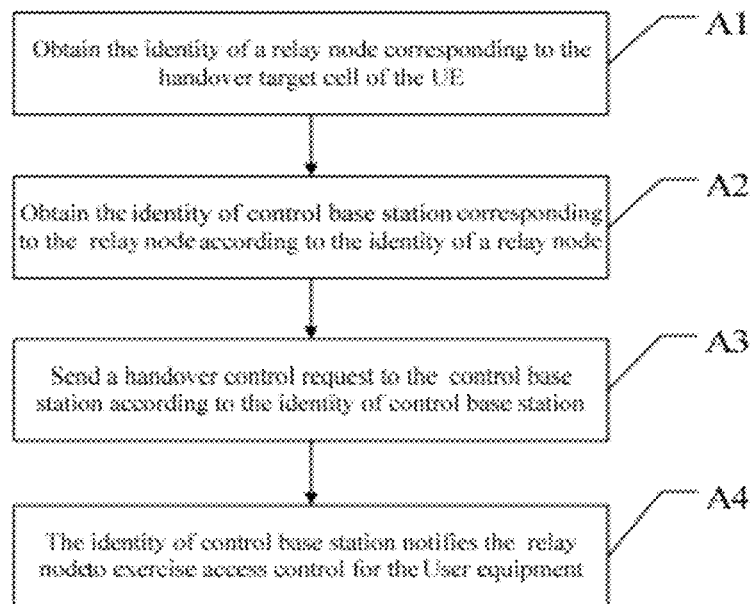 Obtain the identity of a relay node corresponding to the
handover target cell of the UE
A1
Obtain the identity of control base station corresponding
to the relay node according to the identity of a relay node
A2
Send a handover control request to the control base
station according to the identity of control base station
A3
The identity of control base station notifies the relay
nodeto exercise access control for the User equipment
A4